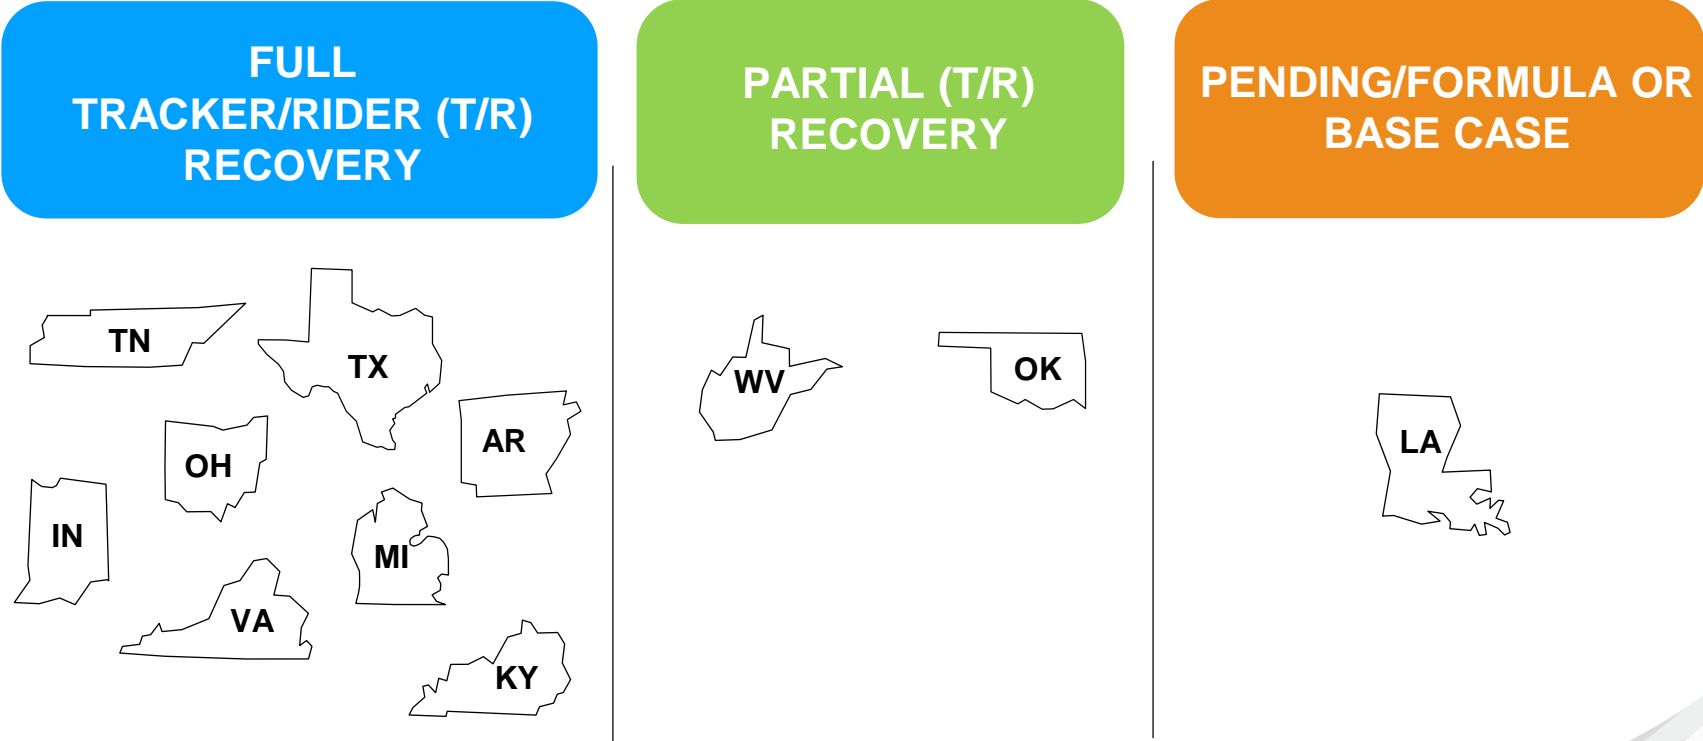 FULL
TRACKER/RIDER (T/R)
RECOVERY
PARTIAL (T/R)
RECOVERY
PENDING/FORMULA OR
BASE CASE
TN
TX
AR
OH
IN
MI
VA
KY
WV
OK
LA